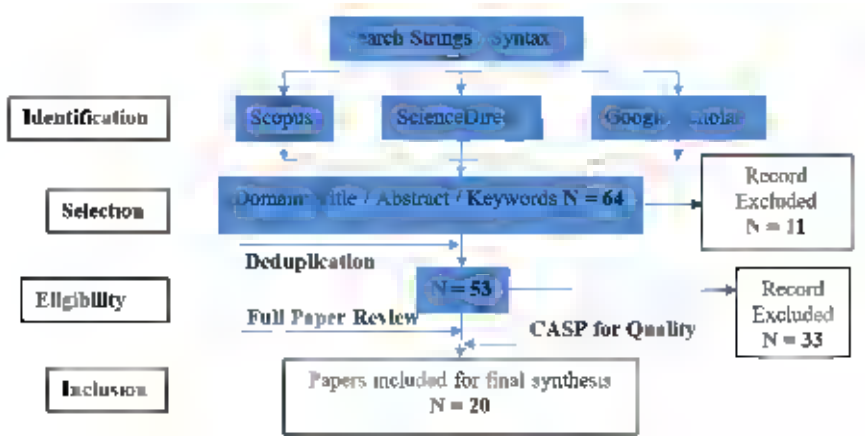 Search Strings / Syntax
Identification
Scopus
ScienceDirect
Google Scholar
Selection
Domain: Title / Abstract / Keywords N = 64
Record
Excluded
N = 11
Deduplication
Eligibility
N = 53
Record
Excluded
N = 33
Full Paper Review
CASP for Quality
Inclusion
Papers included for final synthesis
N = 20